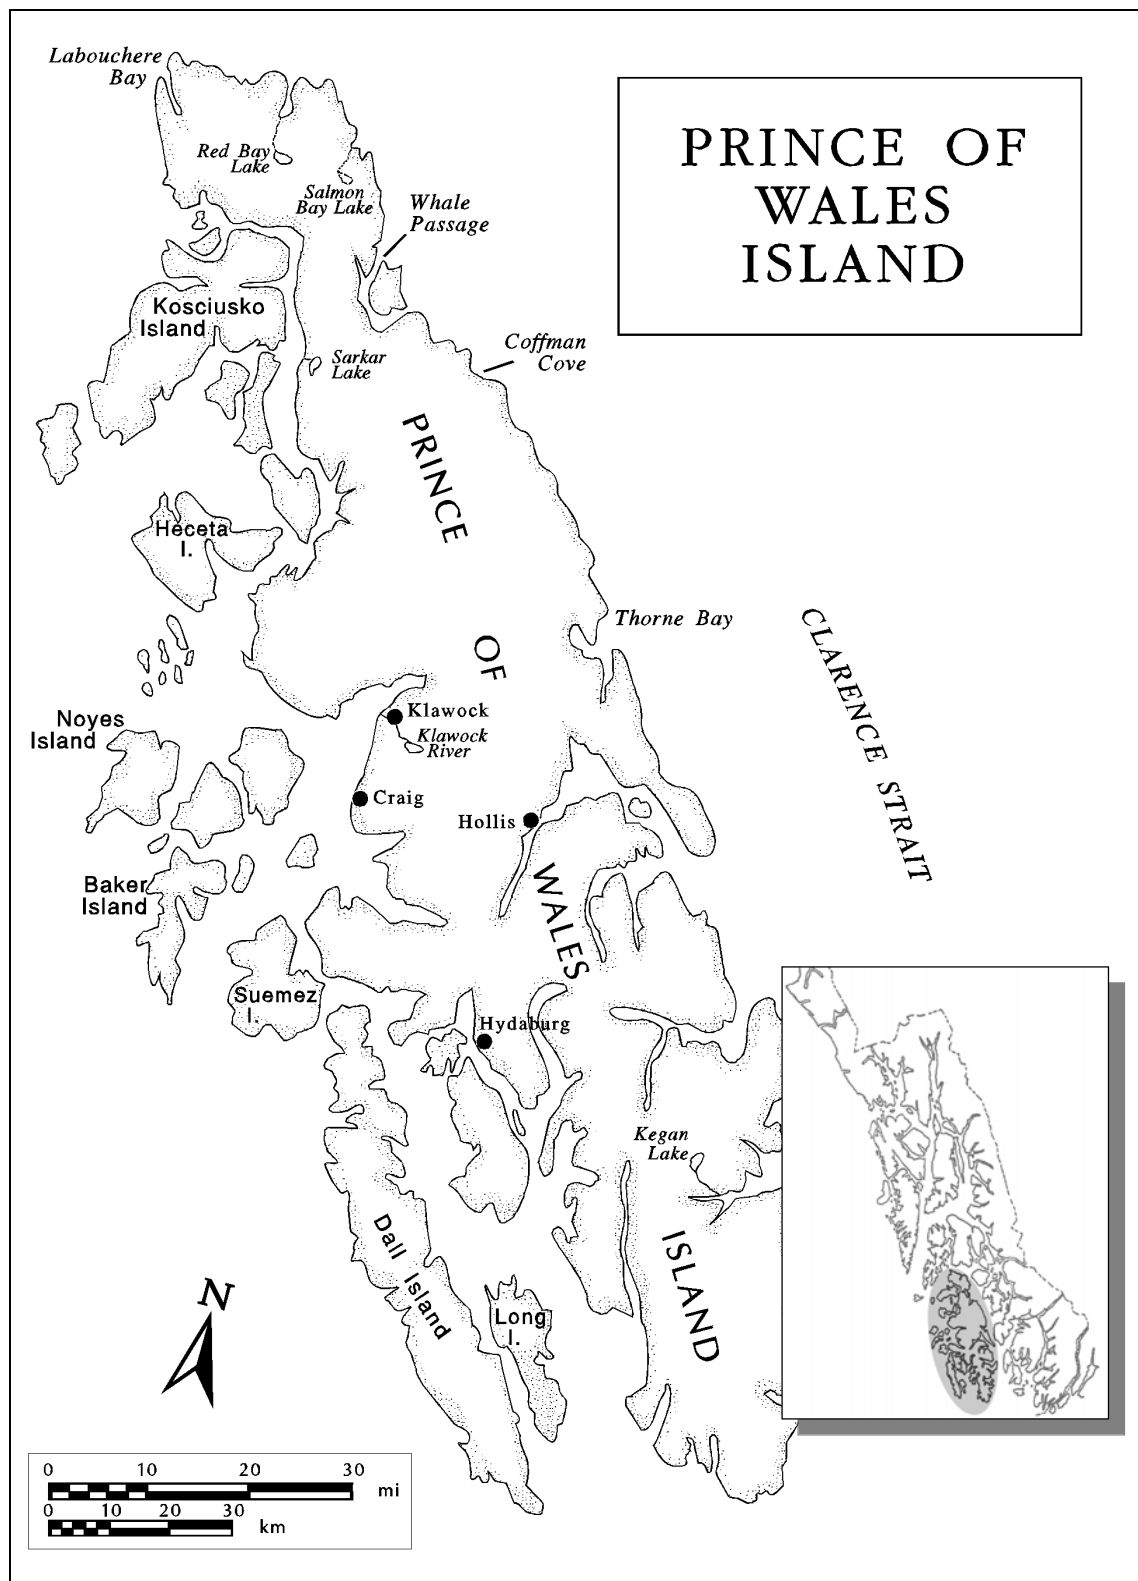 Labouchere
Bay
PRINCE OF
WALES
ISLAND
Red Bay
Lake
Salmon
Bay Lake
Whale
Passage
Kosciusko
Island
Coffman
Cove
Sarkar
Lake
PRINCE
Heceta
I.
Thorne Bay
CLARENCE STRAIT
OF
Klawock
Klawock
River
Noyes
Island
Craig
Hollis
WALES
Baker
Island
Suemez
I.
Hydaburg
Kegan
Lake
Dall Island
ISLAND
Long
I.
N
0 10 20 30
mi
0 10 20 30
km